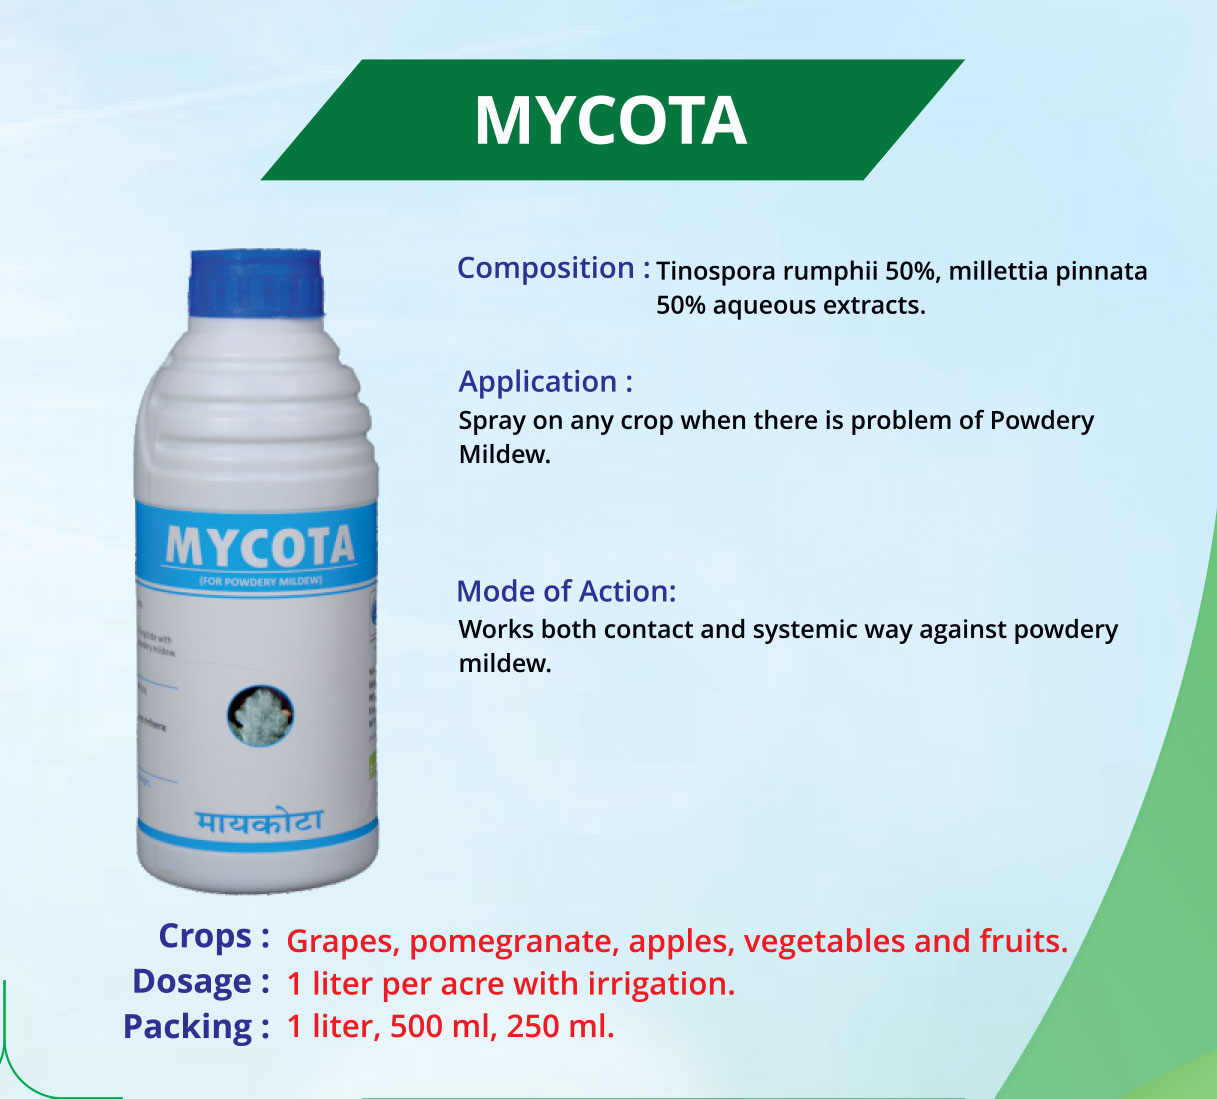 MYCOTA
Composition : Tinospora rumphii 50%, millettia pinnata
50% aqueous extracts.
Application :
Spray on any crop when there is problem of Powdery
Mildew.
Mode of Action:
Works both contact and systemic way against powdery
mildew.
MYCOTA
(FOR POWDERY MILDEW)
मायकोटा
Crops : Grapes, pomegranate, apples, vegetables and fruits.
Dosage : 1 liter per acre with irrigation.
Packing : 1 liter, 500 ml, 250 ml.